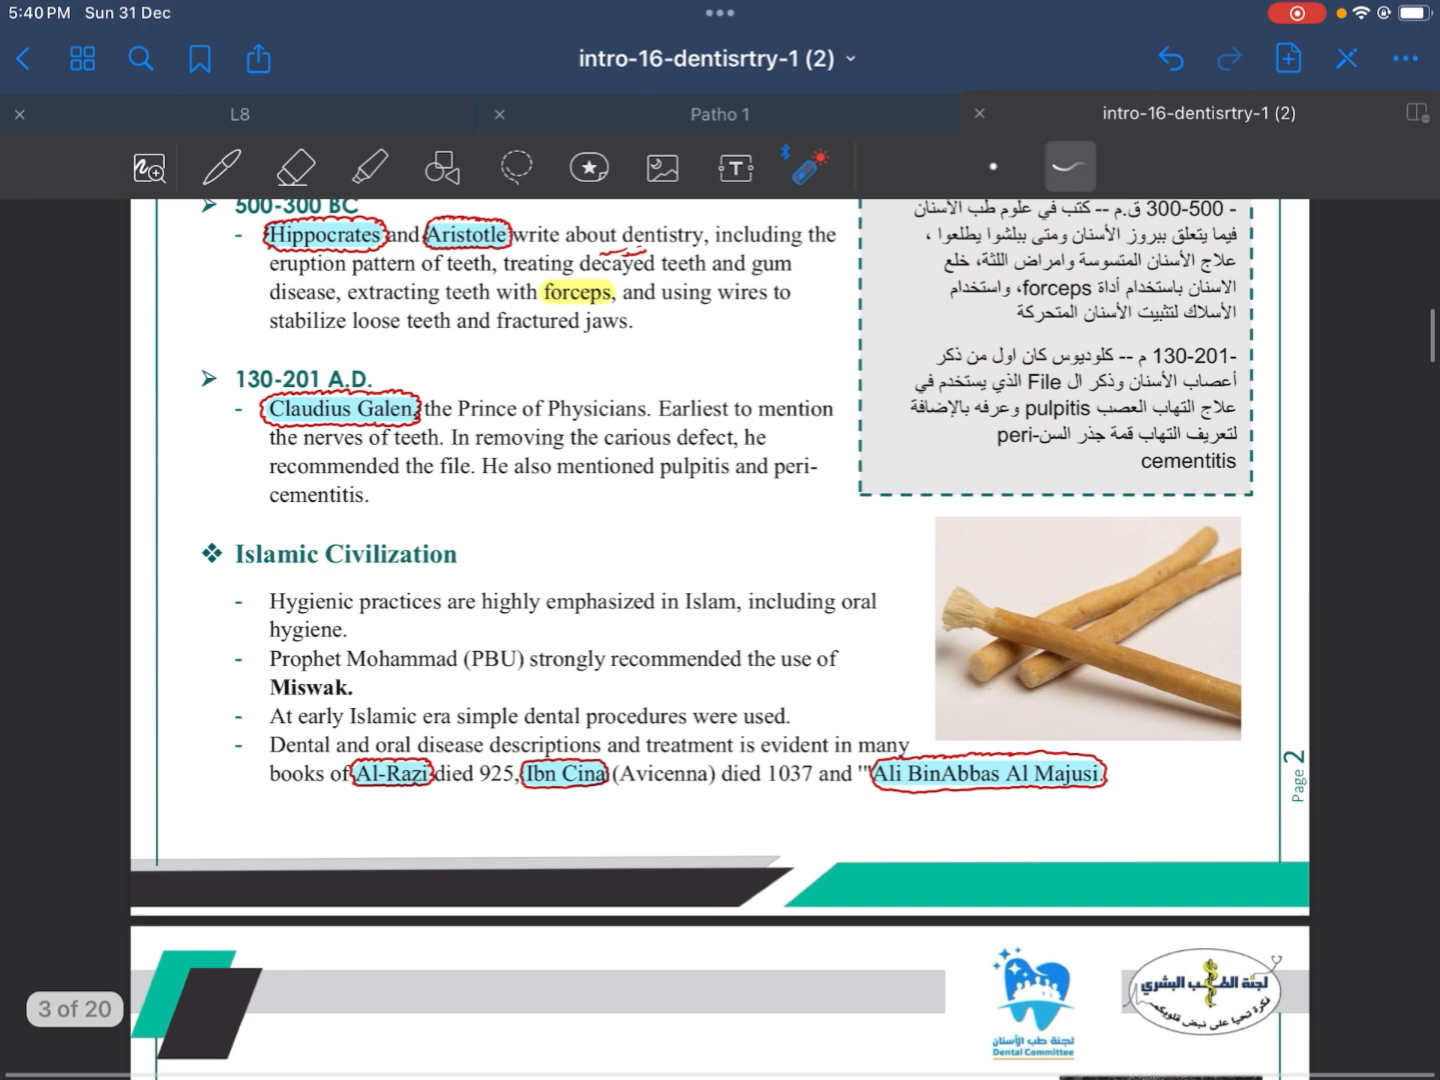 5:40 PM Sun 31 Dec
intro-16-dentisrtry-1 (2)
L8
Patho 1
intro-16-dentisrtry-1 (2)
500-300 BC
- Hippocrates and Aristotle write about dentistry, including the
eruption pattern of teeth, treating decayed teeth and gum
disease, extracting teeth with forceps, and using wires to
stabilize loose teeth and fractured jaws.
130-201 A.D.
- Claudius Galen, the Prince of Physicians. Earliest to mention
the nerves of teeth. In removing the carious defect, he
recommended the file. He also mentioned pulpitis and peri-
cementitis.
- 500-300 ق.م -- كتب في علوم طب الأسنان
فيما يتعلق ببروز الأسنان ومتى ببلشوا يطلعوا ،
علاج الأسنان المتسوسة وامراض اللثة، خلع
الاسنان باستخدام أداة forceps، واستخدام
الأسلاك لتثبيت الأسنان المتحركة
-130-201 م -- كلوديوس كان اول من ذكر
أعصاب الأسنان وذكر ال File الذي يستخدم في
علاج التهاب العصب pulpitis وعرفه بالإضافة
لتعريف التهاب قمة جذر السن-peri
cementitis
❖ Islamic Civilization
- Hygienic practices are highly emphasized in Islam, including oral
hygiene.
- Prophet Mohammad (PBU) strongly recommended the use of
Miswak.
- At early Islamic era simple dental procedures were used.
- Dental and oral disease descriptions and treatment is evident in many
books of Al-Razi died 925, Ibn Cina (Avicenna) died 1037 and '"Ali BinAbbas Al Majusi.
Page 2
3 of 20
لجنة طب الأسنان
Dental Committee
لجنة الطب البشري
فكرة تحيا على نبض قلوبكم